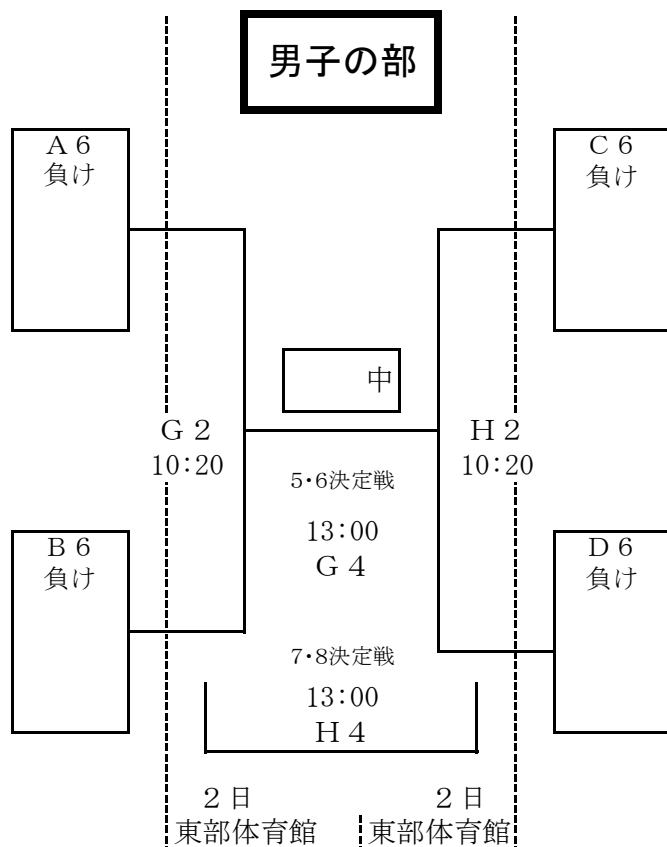 男子の部
Ａ６
負け
Ｃ６
負け
中
Ｇ２
10：20
Ｈ２
10：20
5・6決定戦
13：00
Ｇ４
Ｂ６
負け
Ｄ６
負け
7・8決定戦
13：00
Ｈ４
２日
２日
東部体育館
東部体育館